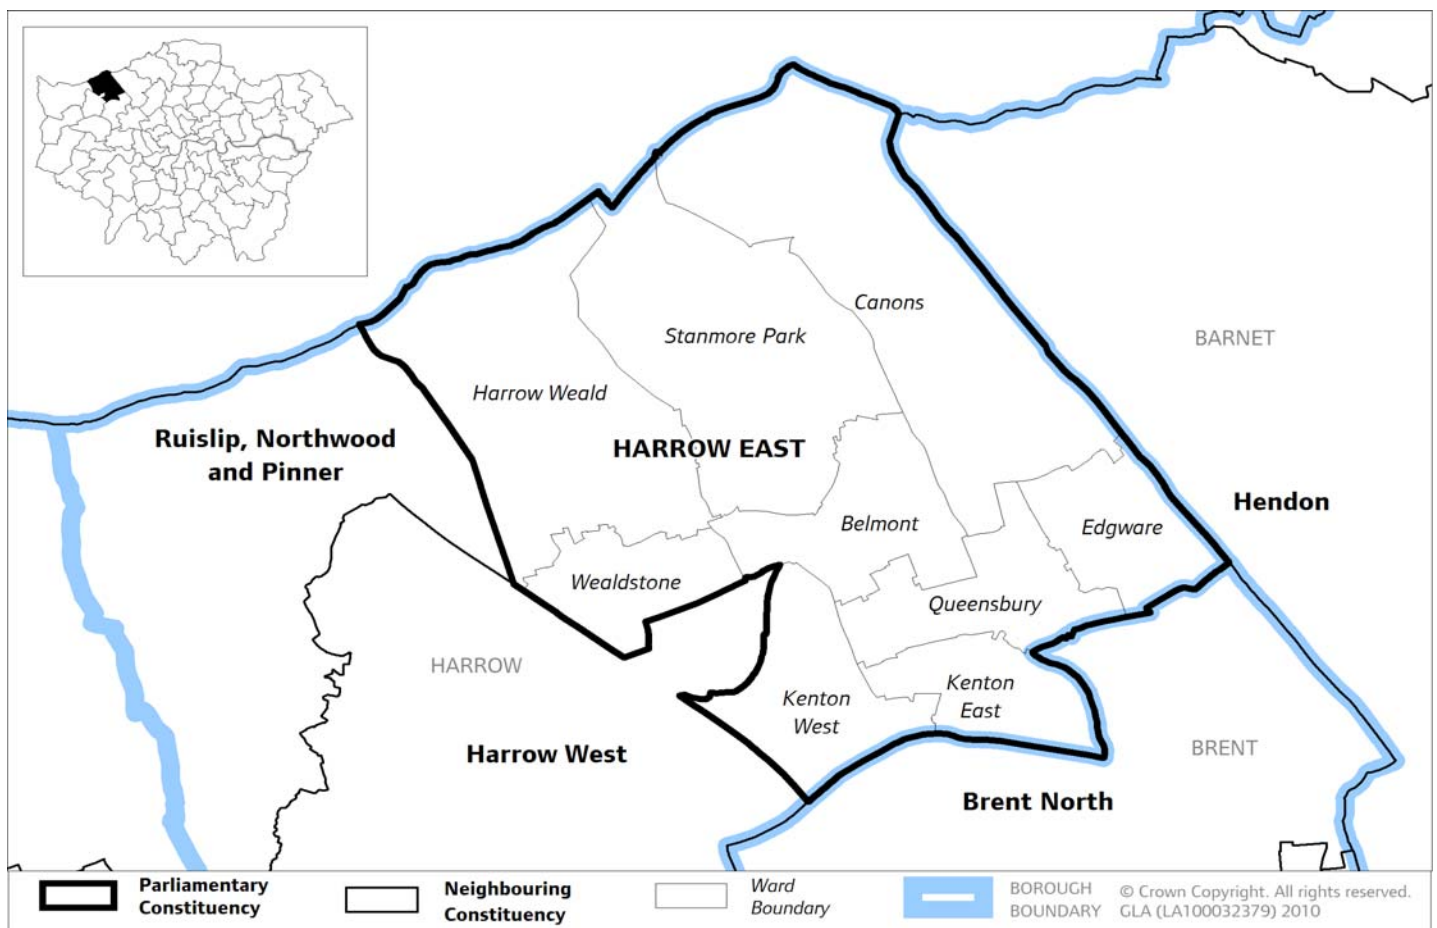 Canons
Stanmore Park
BARNET
Harrow Weald
Ruislip, Northwood
and Pinner
HARROW EAST
Hendon
Belmont
Edgware
Wealdstone
Queensbury
HARROW
Kenton
East
Kenton
West
Harrow West
BRENT
Brent North
Parliamentary
Constituency
Neighbouring
Constituency
Ward
Boundary
BOROUGH
BOUNDARY
© Crown Copyright. All rights reserved.
GLA (LA100032379) 2010